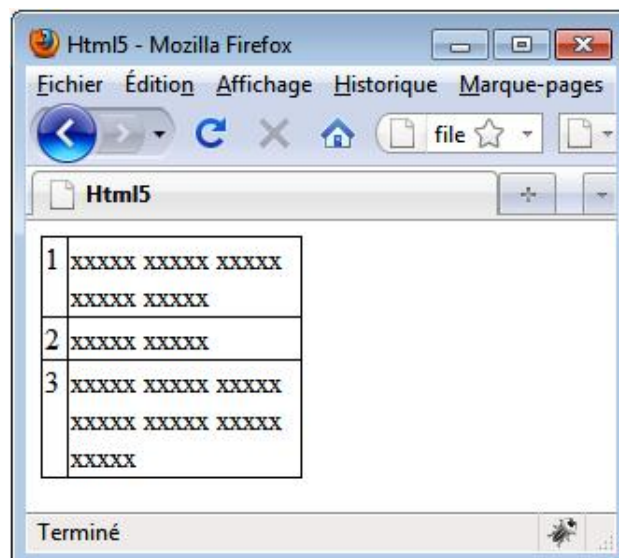 Html5 - Mozilla Firefox
Fichier Édition Affichage Historique Marque-pages
file
Html5
1 xxxxx xxxxx xxxxx
xxxxx xxxxx
2 xxxxx xxxxx
3 xxxxx xxxxx xxxxx
xxxxx xxxxx xxxxx
xxxxx
Terminé